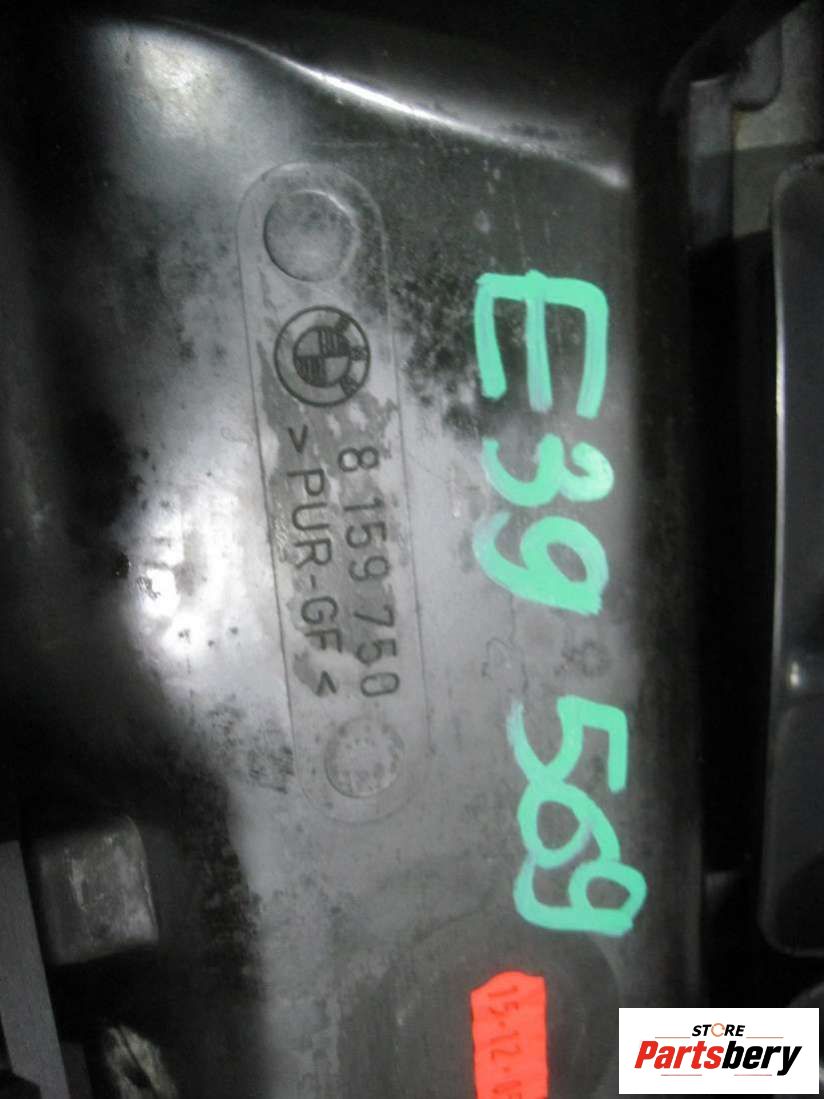 8 159 750
>PUR-GF<
E39 569
STORE
Partsbery